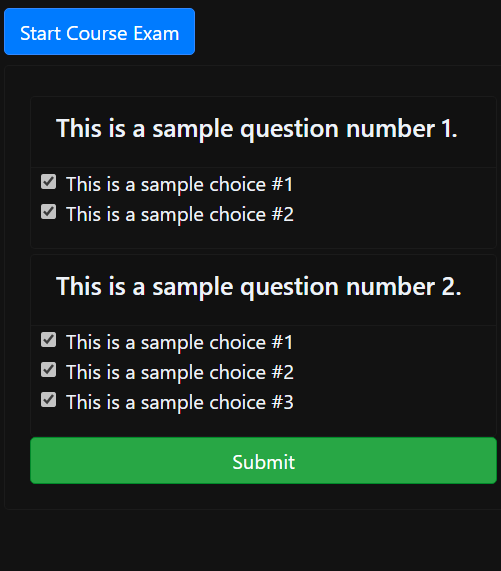 Start Course Exam
This is a sample question number 1.
This is a sample choice #1
This is a sample choice #2
This is a sample question number 2.
This is a sample choice #1
This is a sample choice #2
This is a sample choice #3
Submit